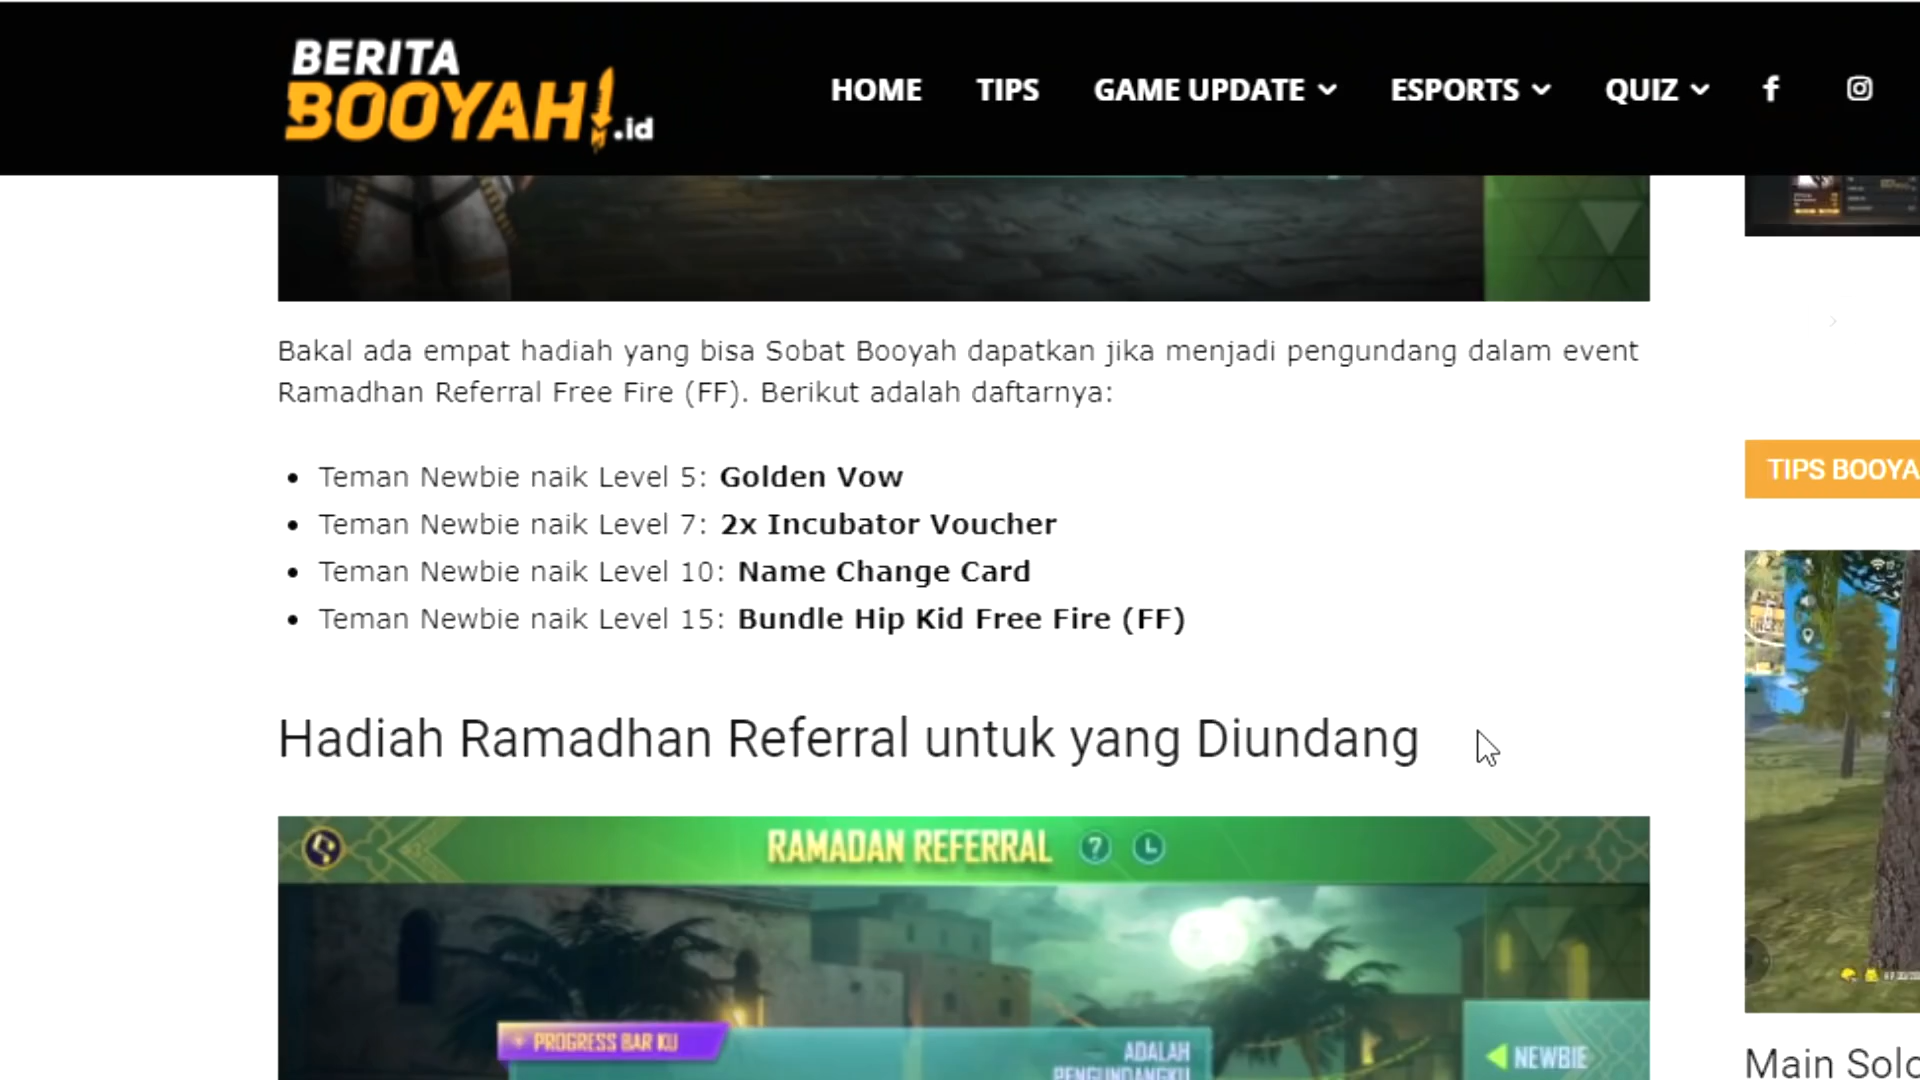 BERITA
BOOYAH!.id
HOME TIPS GAME UPDATE ESPORTS QUIZ
Bakal ada empat hadiah yang bisa Sobat Booyah dapatkan jika menjadi pengundang dalam event
Ramadhan Referral Free Fire (FF). Berikut adalah daftarnya:
• Teman Newbie naik Level 5: Golden Vow
• Teman Newbie naik Level 7: 2x Incubator Voucher
• Teman Newbie naik Level 10: Name Change Card
• Teman Newbie naik Level 15: Bundle Hip Kid Free Fire (FF)
TIPS BOOYA
Hadiah Ramadhan Referral untuk yang Diundang
RAMADAN REFERRAL ?
PROGRESS BAR KU
ADALAH
PENGUNDANGKU
NEWBIE
Main Solo